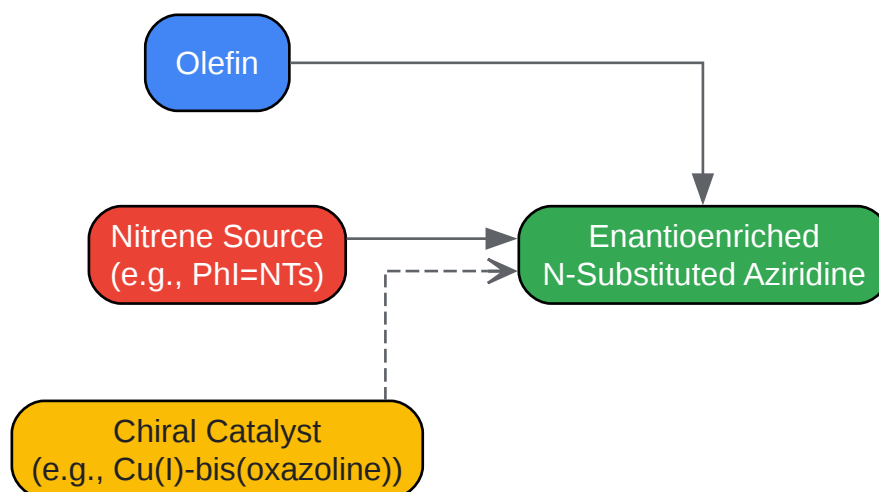 Olefin
Nitrene Source
(e.g., PhI=NTs)
Enantioenriched
N-Substituted Aziridine
Chiral Catalyst
(e.g., Cu(I)-bis(oxazoline))